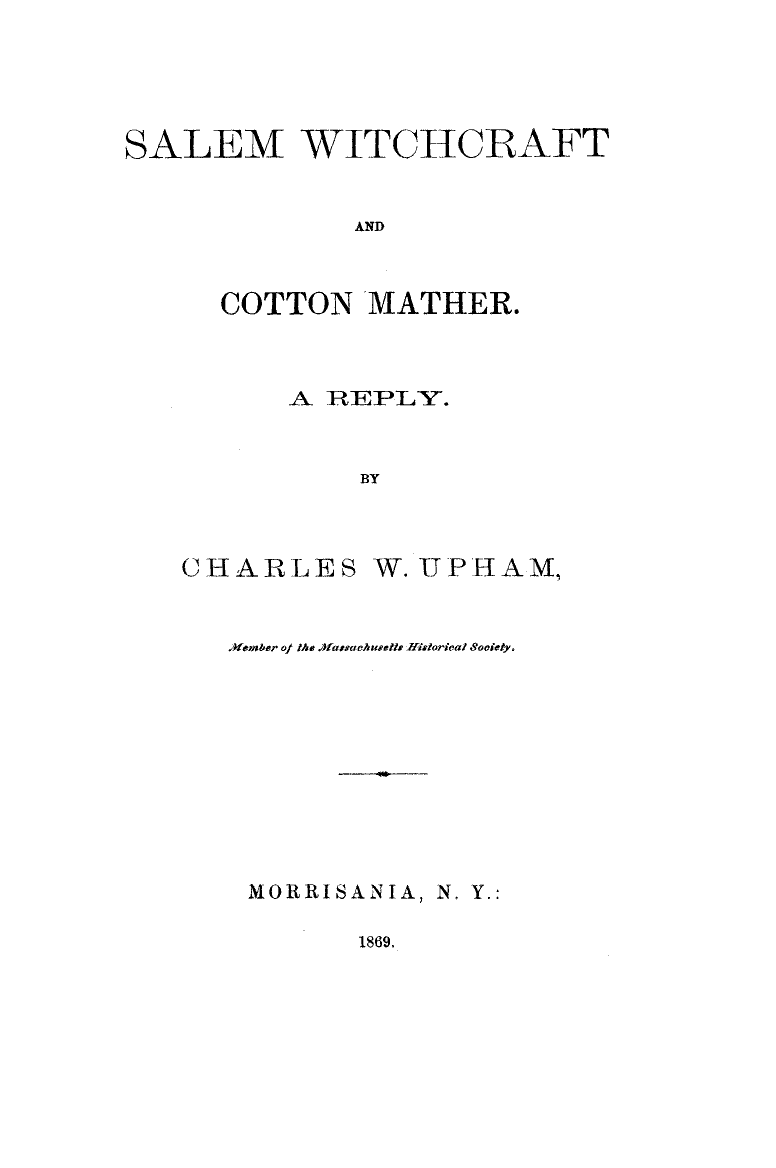 SALEM WITCHCRAFT
AND
COTTON MATHER.
A REPLY.
BY
CHARLES W. UPHAM,
Member of the Massachusetts Historical Society.
MORRISANIA, N. Y.:
1869.